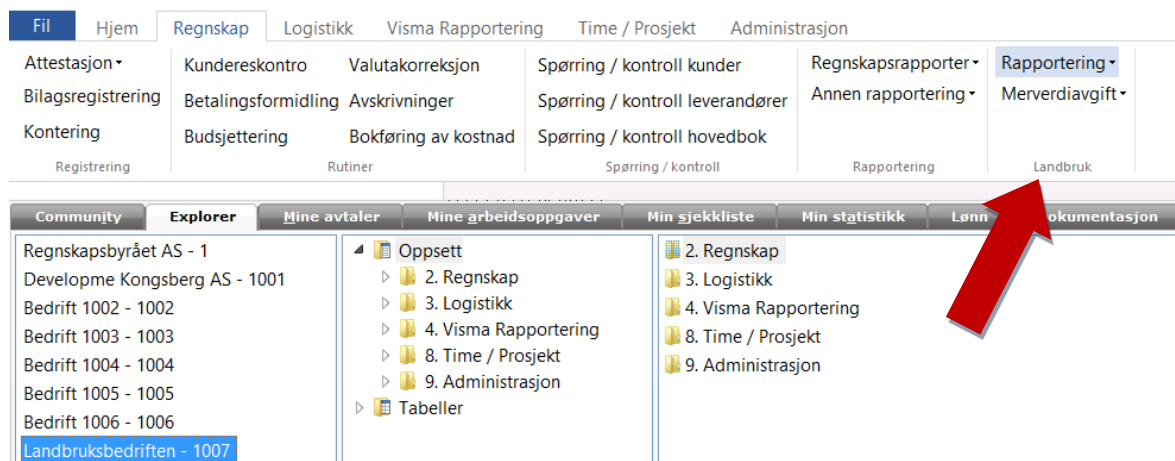 Fil Hjem Regnskap Logistikk Visma Rapportering Time / Prosjekt Administrasjon
Attestasjon Kundereskontro Valutakorreksjon Spørring / kontroll kunder Regnskapsrapporter Rapportering
Bilagsregistrering Betalingsformidling Avskrivninger Spørring / kontroll leverandører Annen rapportering Merverdiavgift
Kontering Budsjettering Bokføring av kostnad Spørring / kontroll hovedbok
Registrering Rutiner Spørring / kontroll Rapportering Landbruk
Community Explorer Mine avtaler Mine arbeidsoppgaver Min sjekkliste Min statistikk Lønn okumentasjon
Regnskapsbyrået AS - 1
Developme Kongsberg AS - 1001
Bedrift 1002 - 1002
Bedrift 1003 - 1003
Bedrift 1004 - 1004
Bedrift 1005 - 1005
Bedrift 1006 - 1006
Landbruksbedriften - 1007
Oppsett
2. Regnskap
3. Logistikk
4. Visma Rapportering
8. Time / Prosjekt
9. Administrasjon
Tabeller
2. Regnskap
3. Logistikk
4. Visma Rapportering
8. Time / Prosjekt
9. Administrasjon